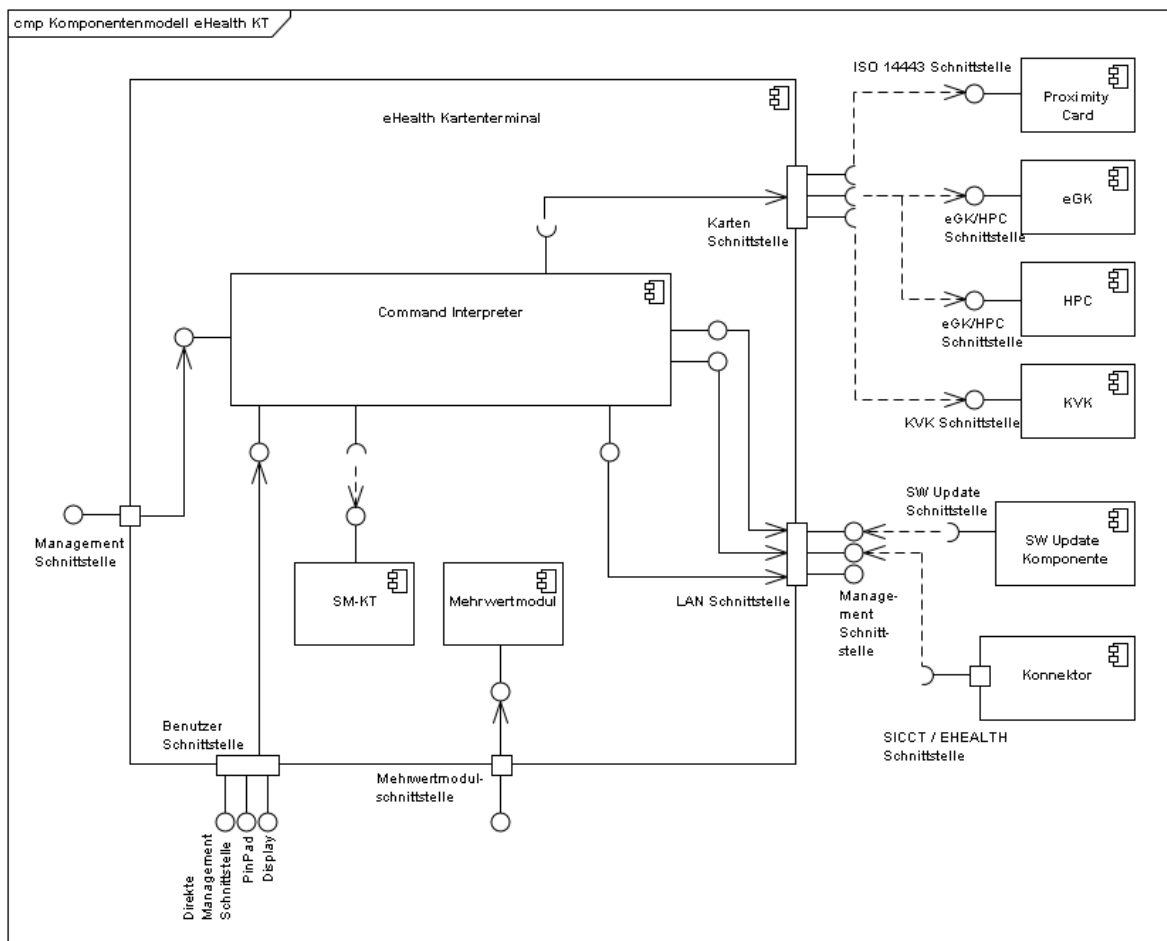 cmp Komponentenmodell eHealth KT
ISO 14443 Schnittstelle
Proximity
Card
eHealth Kartenterminal
eGK
Karten
Schnittstelle
eGK/HPC
Schnittstelle
HPC
Command Interpreter
eGK/HPC
Schnittstelle
KVK
KVK Schnittstelle
SW Update
Schnittstelle
SW Update
Komponente
Management
Schnittstelle
SM-KT
Mehrwertmodul
LAN Schnittstelle
Manage-
ment
Schnitt-
stelle
Konnektor
SICCT / EHEALTH
Schnittstelle
Benutzer
Schnittstelle
Mehrwertmodul-
schnittstelle
Direkte
Management
Schnittstelle
PinPad
Display